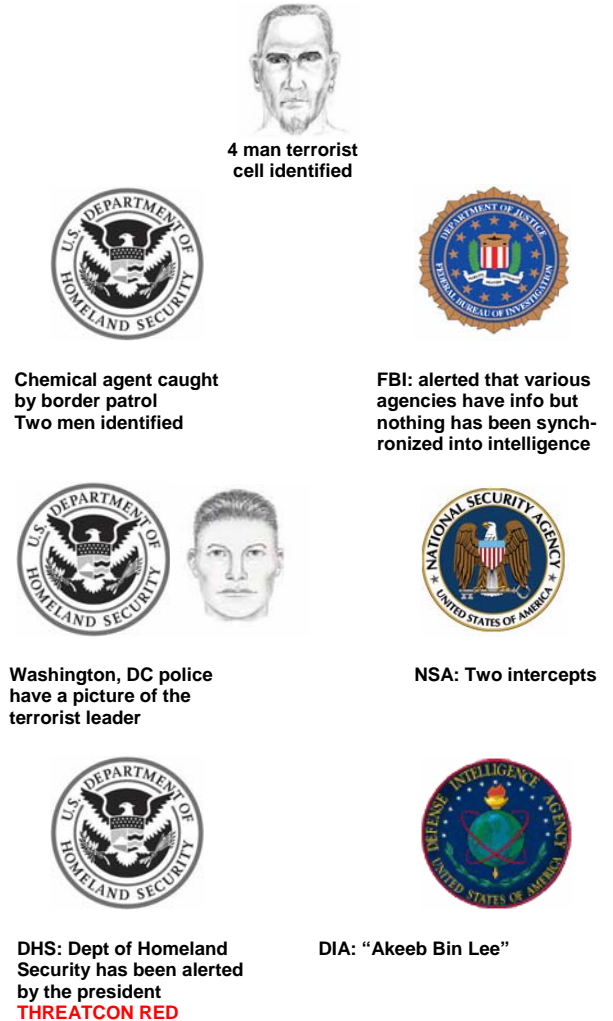 4 man terrorist
cell identified
U.S. DEPARTMENT OF
HOMELAND SECURITY
DEPARTMENT OF JUSTICE
FEDERAL BUREAU OF INVESTIGATION
Chemical agent caught
by border patrol
Two men identified
FBI: alerted that various
agencies have info but
nothing has been synch-
ronized into intelligence
U.S. DEPARTMENT OF
HOMELAND SECURITY
NATIONAL SECURITY AGENCY
UNITED STATES OF AMERICA
Washington, DC police
have a picture of the
terrorist leader
NSA: Two intercepts
U.S. DEPARTMENT OF
HOMELAND SECURITY
DEFENSE INTELLIGENCE AGENCY
UNITED STATES OF AMERICA
DHS: Dept of Homeland
Security has been alerted
by the president
THREATCON RED
DIA: “Akeeb Bin Lee”